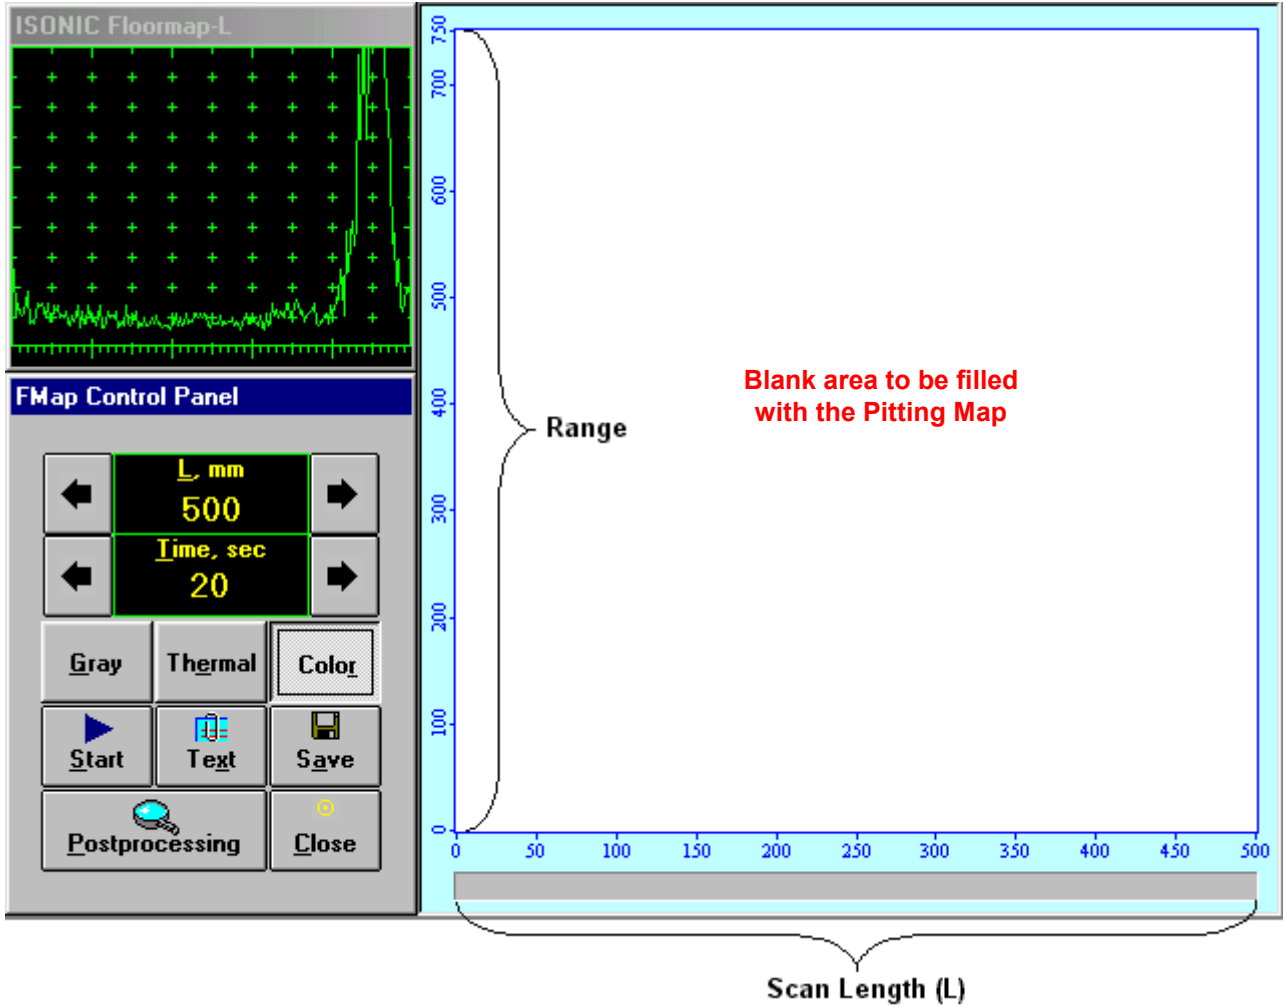 ISONIC Floormap-L
FMap Control Panel
L, mm
500
Time, sec
20
Gray
Thermal
Color
Start
Text
Save
Postprocessing
Close
750
700
600
500
400
300
200
100
0
Range
Blank area to be filled
with the Pitting Map
0 50 100 150 200 250 300 350 400 450 500
Scan Length (L)